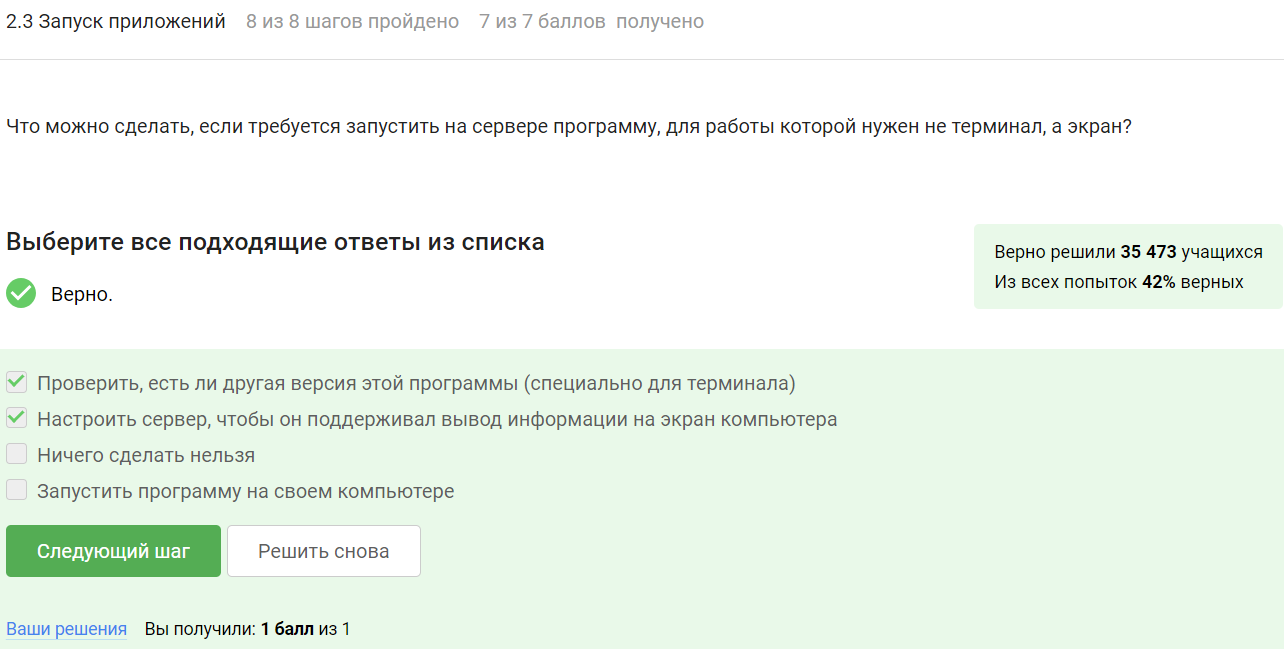 2.3 Запуск приложений 8 из 8 шагов пройдено 7 из 7 баллов получено
Что можно сделать, если требуется запустить на сервере программу, для работы которой нужен не терминал, а экран?
Выберите все подходящие ответы из списка
Верно решили 35 473 учащихся
Из всех попыток 42% верных
Верно.
Проверить, есть ли другая версия этой программы (специально для терминала)
Настроить сервер, чтобы он поддерживал вывод информации на экран компьютера
Ничего сделать нельзя
Запустить программу на своем компьютере
Следующий шаг Решить снова
Ваши решения Вы получили: 1 балл из 1